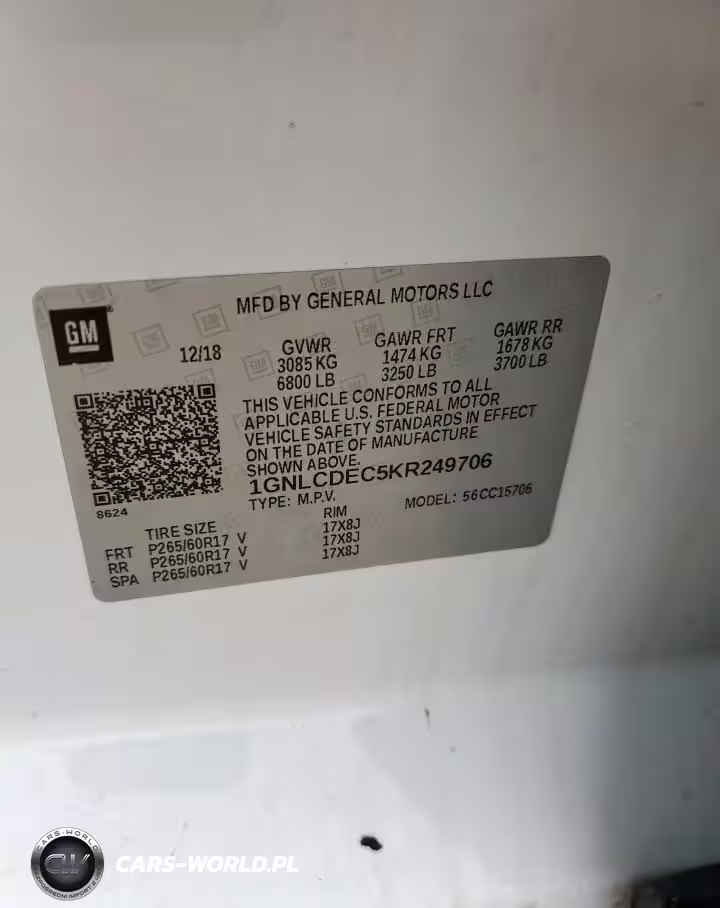 GM
MFD BY GENERAL MOTORS LLC
12/18
GVWR GAWR FRT GAWR RR
3085 KG 1474 KG 1678 KG
6800 LB 3250 LB 3700 LB
THIS VEHICLE CONFORMS TO ALL
APPLICABLE U.S. FEDERAL MOTOR
VEHICLE SAFETY STANDARDS IN EFFECT
ON THE DATE OF MANUFACTURE
SHOWN ABOVE.
1GNLCDEC5KR249706
TYPE: M.P.V. MODEL: 56CC15706
8624
TIRE SIZE RIM
FRT P265/60R17 V 17X8J
RR P265/60R17 V 17X8J
SPA P265/60R17 V 17X8J
CARS-WORLD
CW
CARS-WORLD.PL